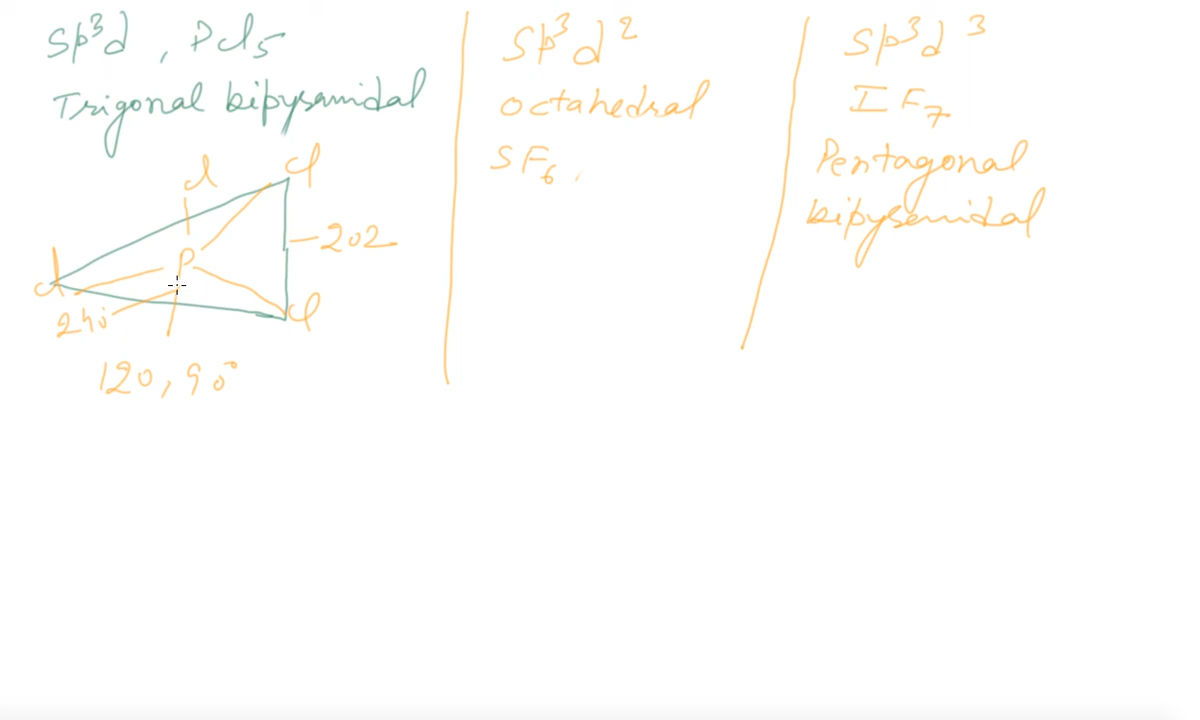 sp³d , PCl₅
Trigonal bipyramidal
Cl Cl
P
202
Cl
Cl
240
120, 90°
sp³d²
octahedral
SF₆ .
sp³d³
IF₇
Pentagonal
bipyramidal